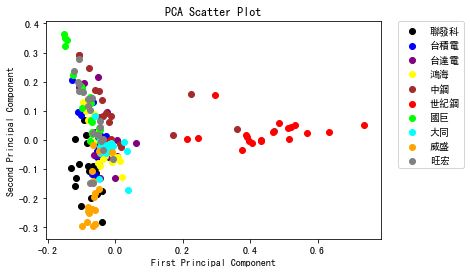 PCA Scatter Plot
Second Principal Component
0.4
0.3
0.2
0.1
0.0
−0.1
−0.2
−0.3
−0.2
0.0
0.2
0.4
0.6
First Principal Component
聯發科
台積電
台達電
鴻海
中鋼
世紀鋼
國巨
大同
威盛
旺宏